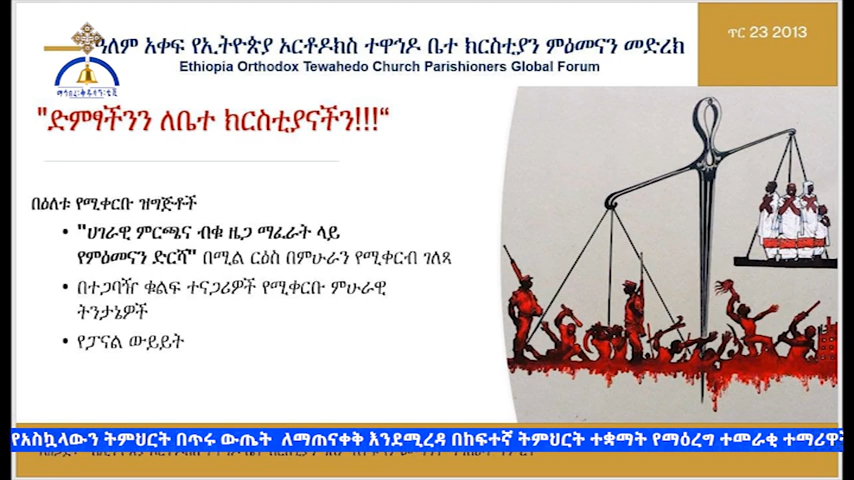 ዓለም አቀፍ የኢትዮጵያ ኦርቶዶክስ ተዋሕዶ ቤተ ክርስቲያን ምዕመናን መድረክ
Ethiopia Orthodox Tewahedo Church Parishioners Global Forum
ጥር 23 2013
"ድምፃችንን ለቤተ ክርስቲያናችን!!!“
በዕለቱ የሚቀርቡ ዝግጅቶች
• "ሀገራዊ ምርጫና ብቁ ዜጋ ማፈራት ላይ
የምዕመናን ድርሻ" በሚል ርዕስ በምሁራን የሚቀርብ ገለጻ
• በተጋባዥ ቁልፍ ተናጋሪዎች የሚቀርቡ ምሁራዊ
ትንታኔዎች
• የፓናል ውይይት
የአስኳላውን ትምህርት በጥሩ ውጤት ለማጠናቀቅ እንደሚረዳ በከፍተኛ ትምህርት ተቋማት የማዕረግ ተመራቂ ተማሪዎች